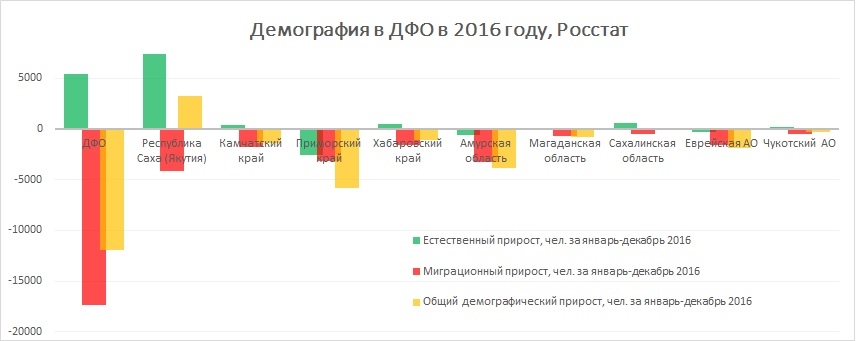 Демография в ДФО в 2016 году, Росстат
5000
0
-5000
-10000
-15000
-20000
ДФО
Республика
Саха (Якутия)
Камчатский
край
Приморский
край
Хабаровский
край
Амурская
область
Магаданская
область
Сахалинская
область
Еврейская АО
Чукотский АО
Естественный прирост, чел. за январь-декабрь 2016
Миграционный прирост, чел. за январь-декабрь 2016
Общий демографический прирост, чел. за январь-декабрь 2016